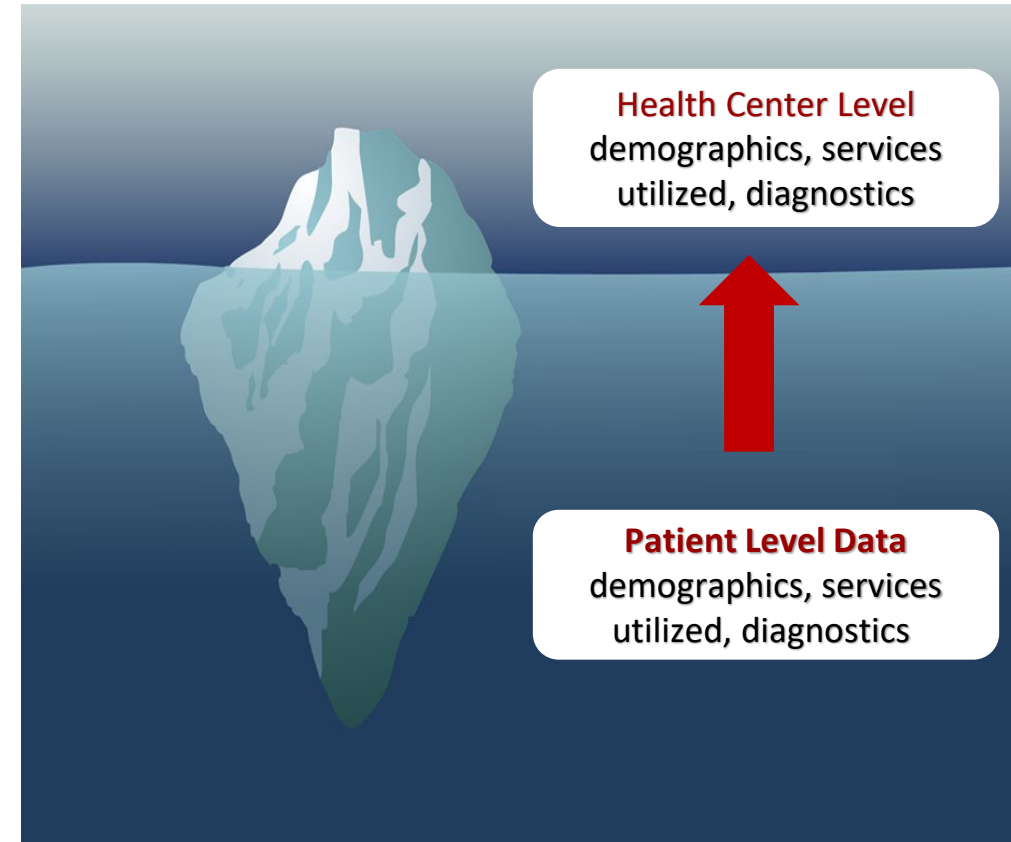 Health Center Level
demographics, services
utilized, diagnostics
Patient Level Data
demographics, services
utilized, diagnostics